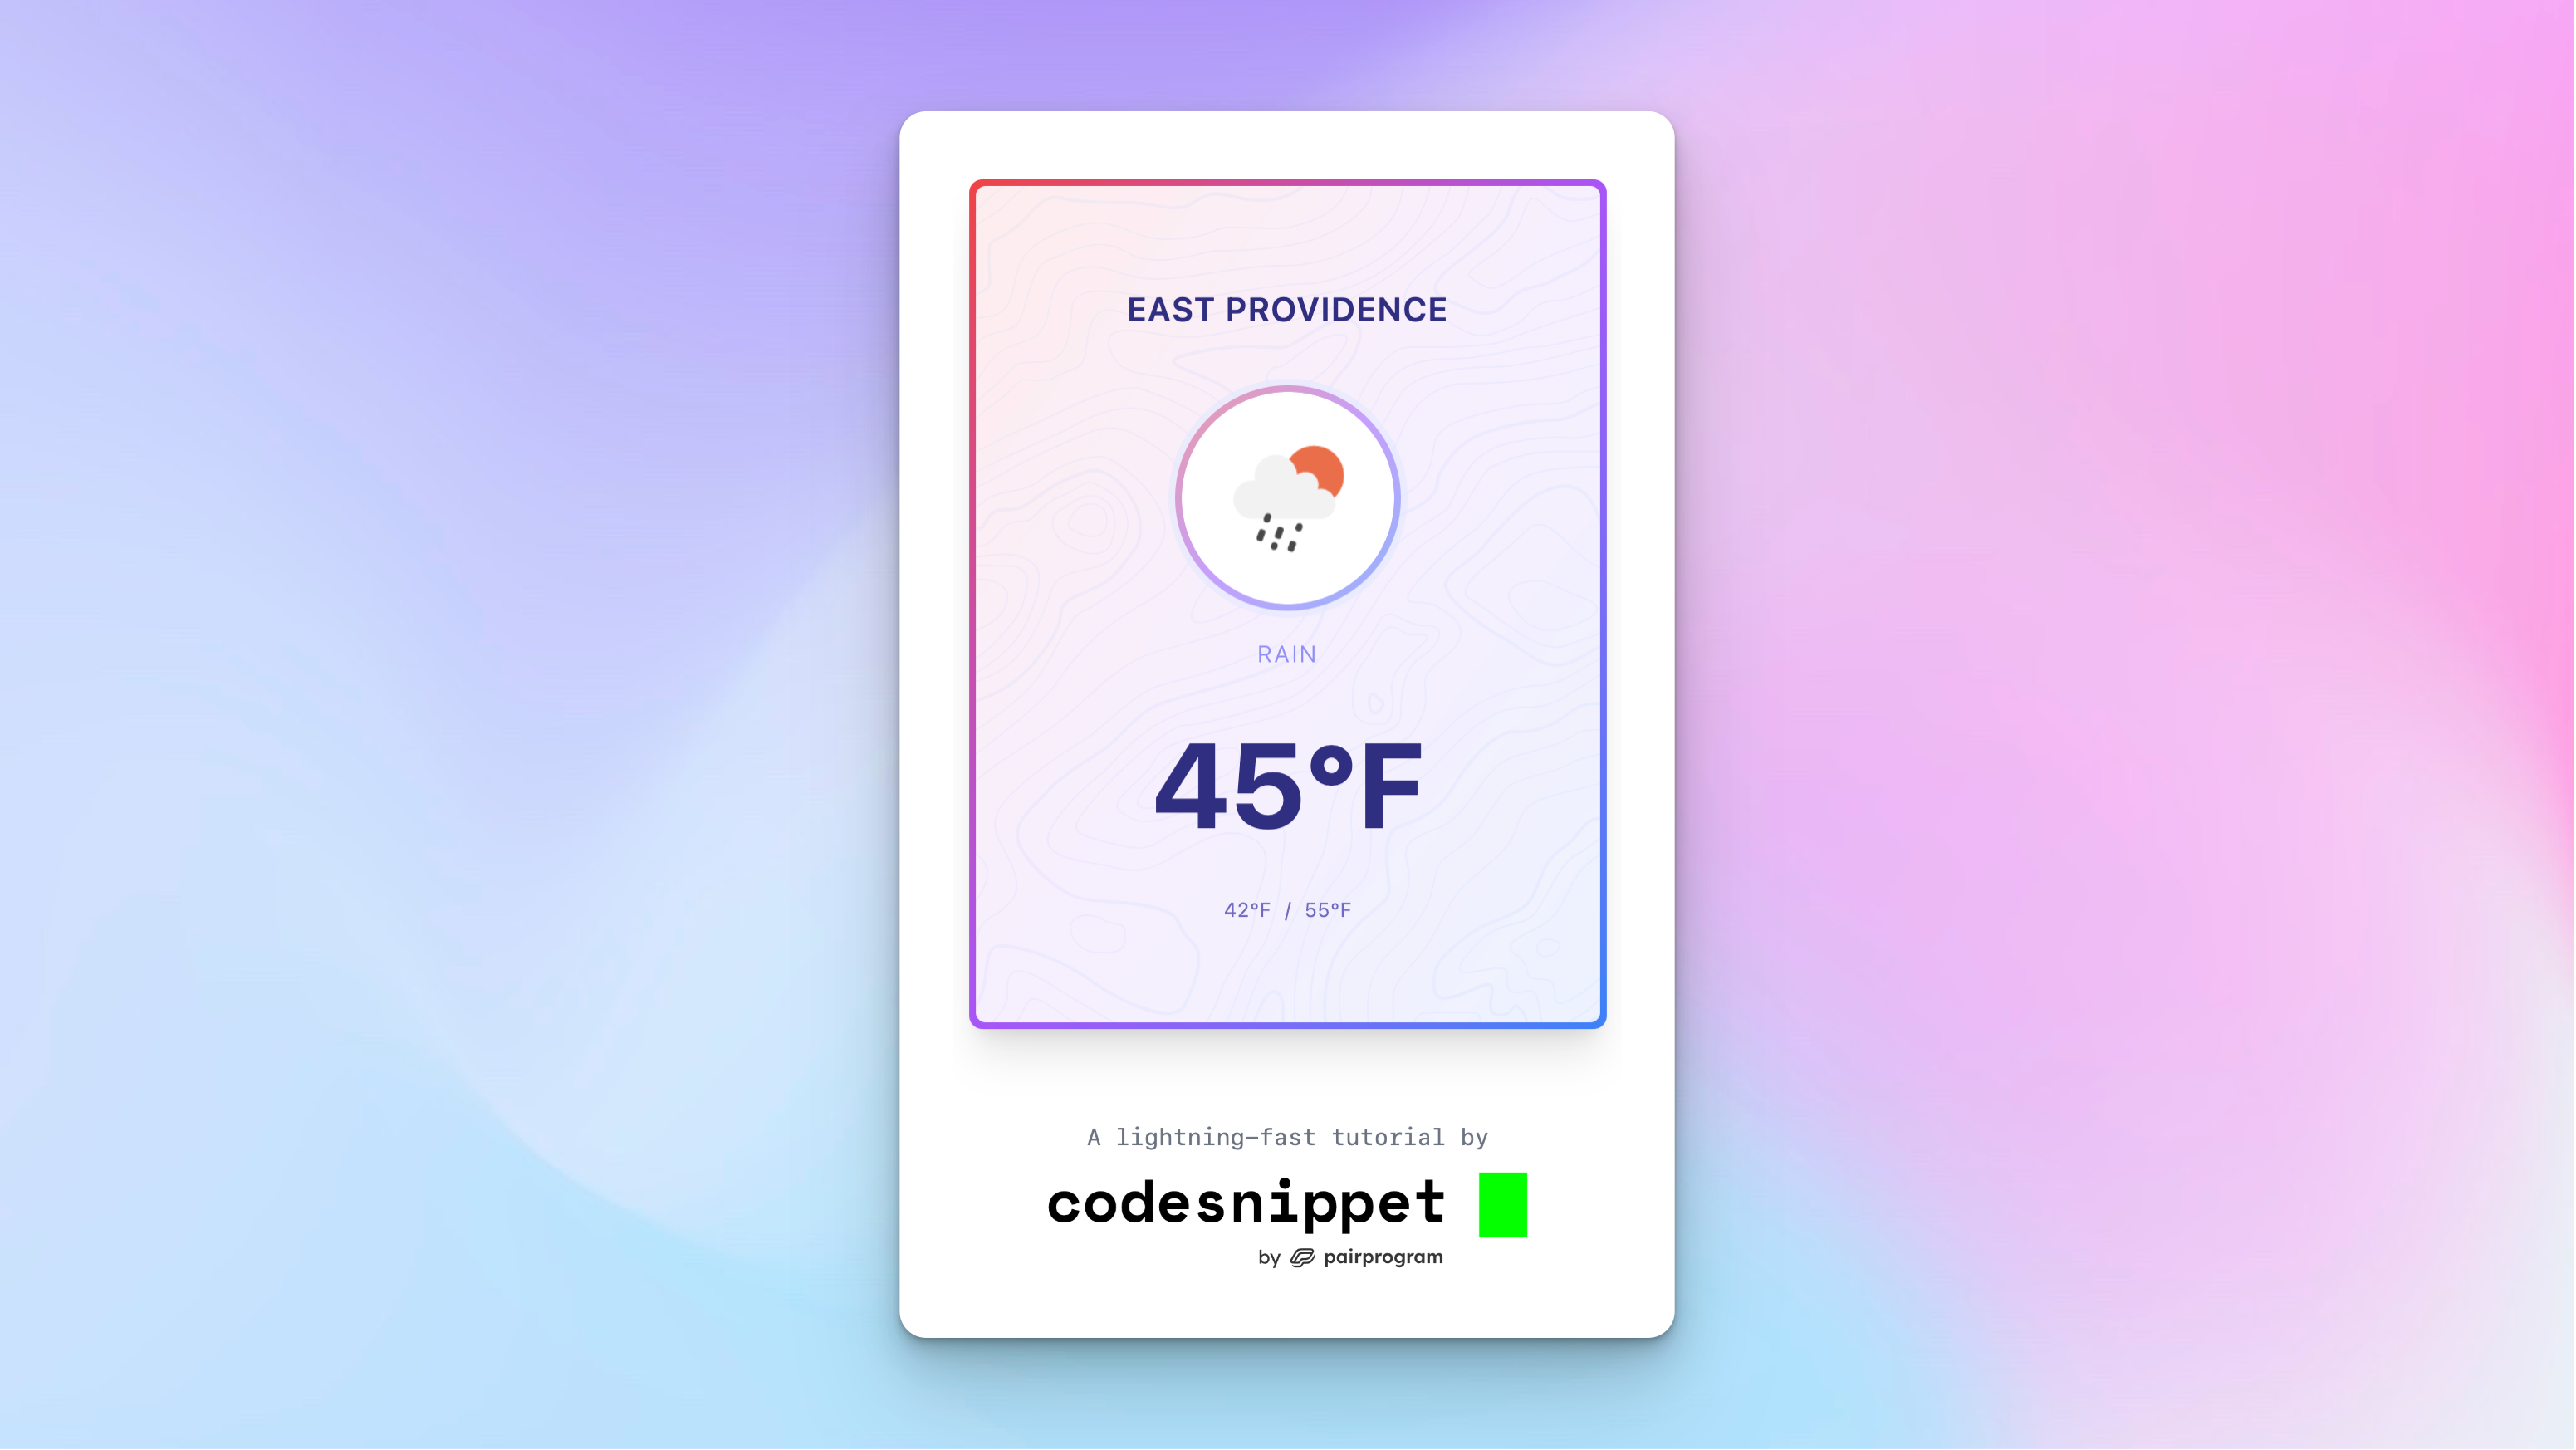 EAST PROVIDENCE
RAIN
45°F
42°F / 55°F
A lightning-fast tutorial by
codesnippet
by pairprogram